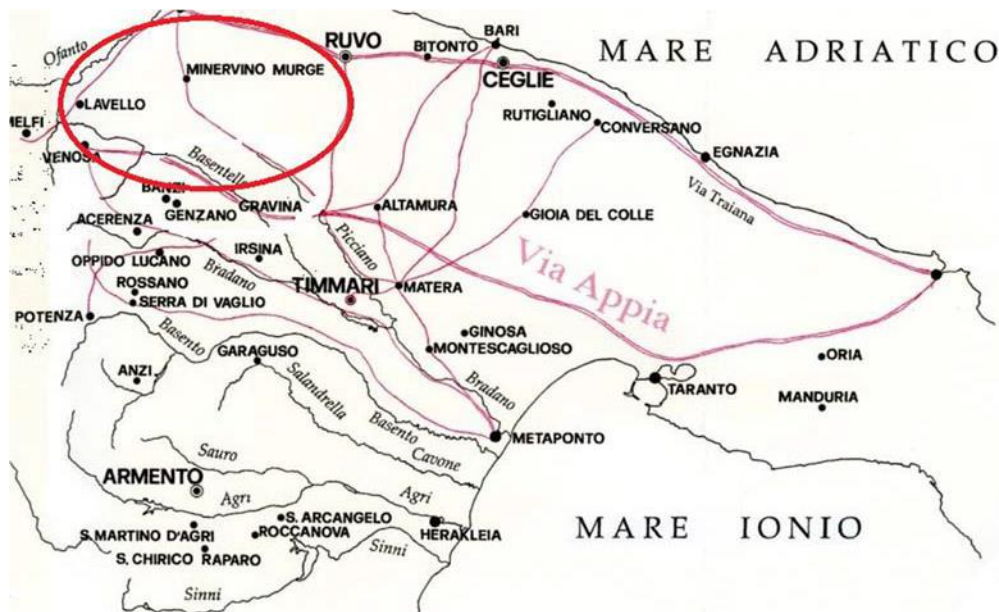 Ofanto
RUVO
BITONTO
BARI
CEGLIE
MARE ADRIATICO
MINERVINO MURGE
LAVELLO
RUTIGLIANO
CONVERSANO
MELFI
VENOSA
EGNAZIA
Via Traiana
Basentello
BANZI
GENZANO
GRAVINA
ALTAMURA
GIOIA DEL COLLE
ACERENZA
Picciano
Via Appia
OPPIDO LUCANO
IRSINA
Bradano
TIMMARI
MATERA
ROSSANO
SERRA DI VAGLIO
POTENZA
Basento
GINOSA
MONTESCAGLIOSO
GARAGUSO
ANZI
Salandrella
Bradano
ORIA
TARANTO
MANDURIA
Basento
METAPONTO
Cavone
Sauro
ARMENTO
Agri
Agri
S. ARCANGELO
HERAKLEIA
MARE IONIO
S. MARTINO D'AGRI
ROCCANOVA
S. CHIRICO RAPARO
Sinni
Sinni